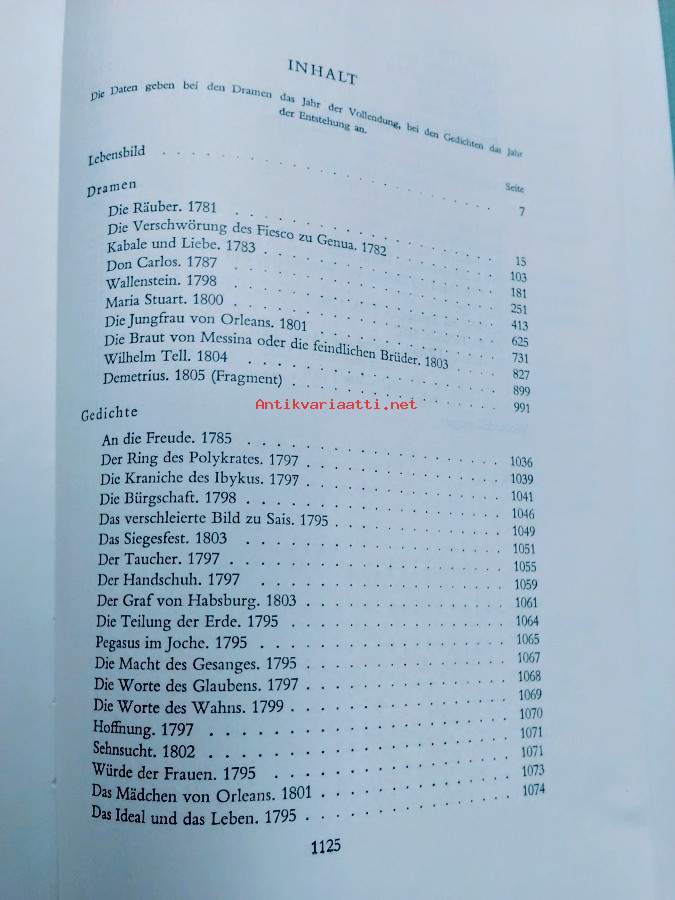 INHALT
Die Daten geben bei den Dramen das Jahr der Vollendung, bei den Gedichten das Jahr
der Entstehung an.
Seite
Lebensbild . . . . . . . . . . 7
Dramen
Die Räuber. 1781 . . . . . . . . . . 15
Die Verschwörung des Fiesco zu Genua. 1782 . . . . . 103
Kabale und Liebe. 1783 . . . . . . . . . . 181
Don Carlos. 1787 . . . . . . . . . . 251
Wallenstein. 1798 . . . . . . . . . . 413
Maria Stuart. 1800 . . . . . . . . . . 625
Die Jungfrau von Orleans. 1801 . . . . . . . . 731
Die Braut von Messina oder die feindlichen Brüder. 1803 . . . 827
Wilhelm Tell. 1804 . . . . . . . . . . 899
Demetrius. 1805 (Fragment) . . . . . . . . . 991
Antikvariaatti.net
Gedichte
An die Freude. 1785 . . . . . . . . . . 1036
Der Ring des Polykrates. 1797 . . . . . . . . 1039
Die Kraniche des Ibykus. 1797 . . . . . . . . 1041
Die Bürgschaft. 1798 . . . . . . . . . . 1046
Das verschleierte Bild zu Sais. 1795 . . . . . . . 1049
Das Siegesfest. 1803 . . . . . . . . . . 1051
Der Taucher. 1797 . . . . . . . . . . 1055
Der Handschuh. 1797 . . . . . . . . . . 1059
Der Graf von Habsburg. 1803 . . . . . . . . . 1061
Die Teilung der Erde. 1795 . . . . . . . . . 1064
Pegasus im Joche. 1795 . . . . . . . . . . 1065
Die Macht des Gesanges. 1795 . . . . . . . . . 1067
Die Worte des Glaubens. 1797 . . . . . . . . . 1068
Die Worte des Wahns. 1799 . . . . . . . . . 1069
Hoffnung. 1797 . . . . . . . . . . 1070
Sehnsucht. 1802 . . . . . . . . . . 1071
Würde der Frauen. 1795 . . . . . . . . . . 1071
Das Mädchen von Orleans. 1801 . . . . . . . . . 1073
Das Ideal und das Leben. 1795 . . . . . . . . . 1074
1125